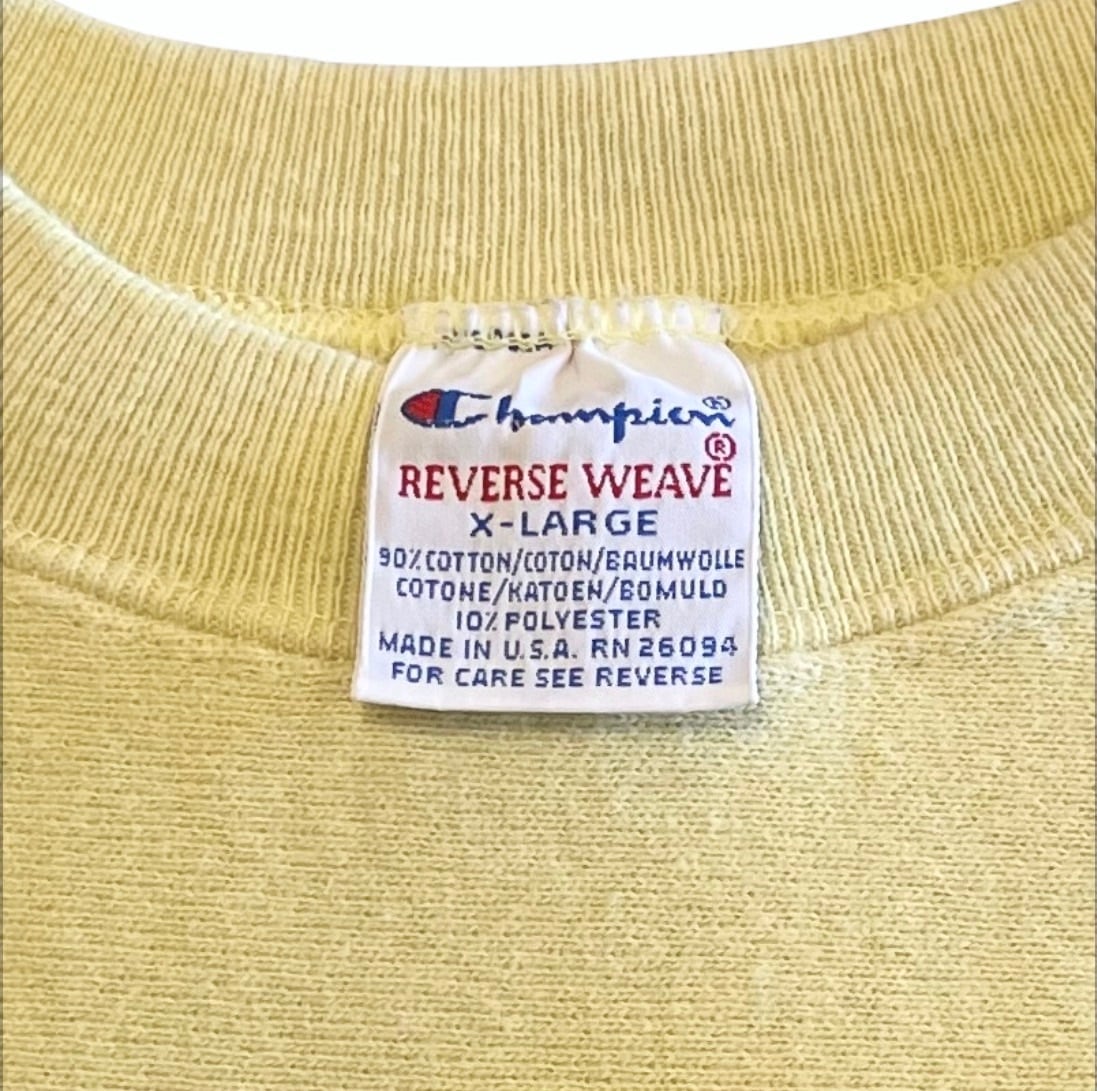 Champion®
REVERSE WEAVE®
X-LARGE
90% COTTON/COTON/BAUMWOLLE
COTONE/KATOEN/BOMULD
10% POLYESTER
MADE IN U.S.A. RN 26094
FOR CARE SEE REVERSE